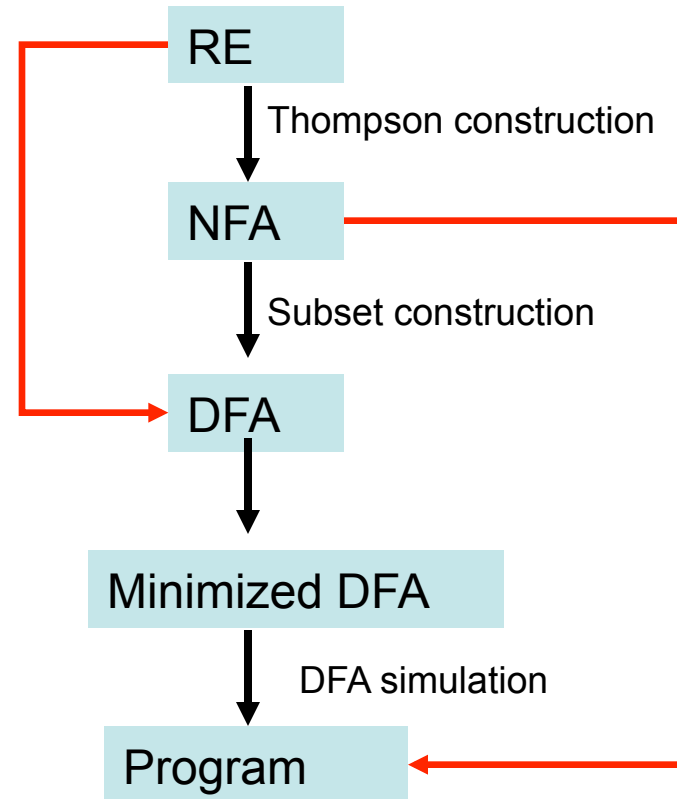 RE
Thompson construction
NFA
Subset construction
DFA
Minimized DFA
DFA simulation
Program